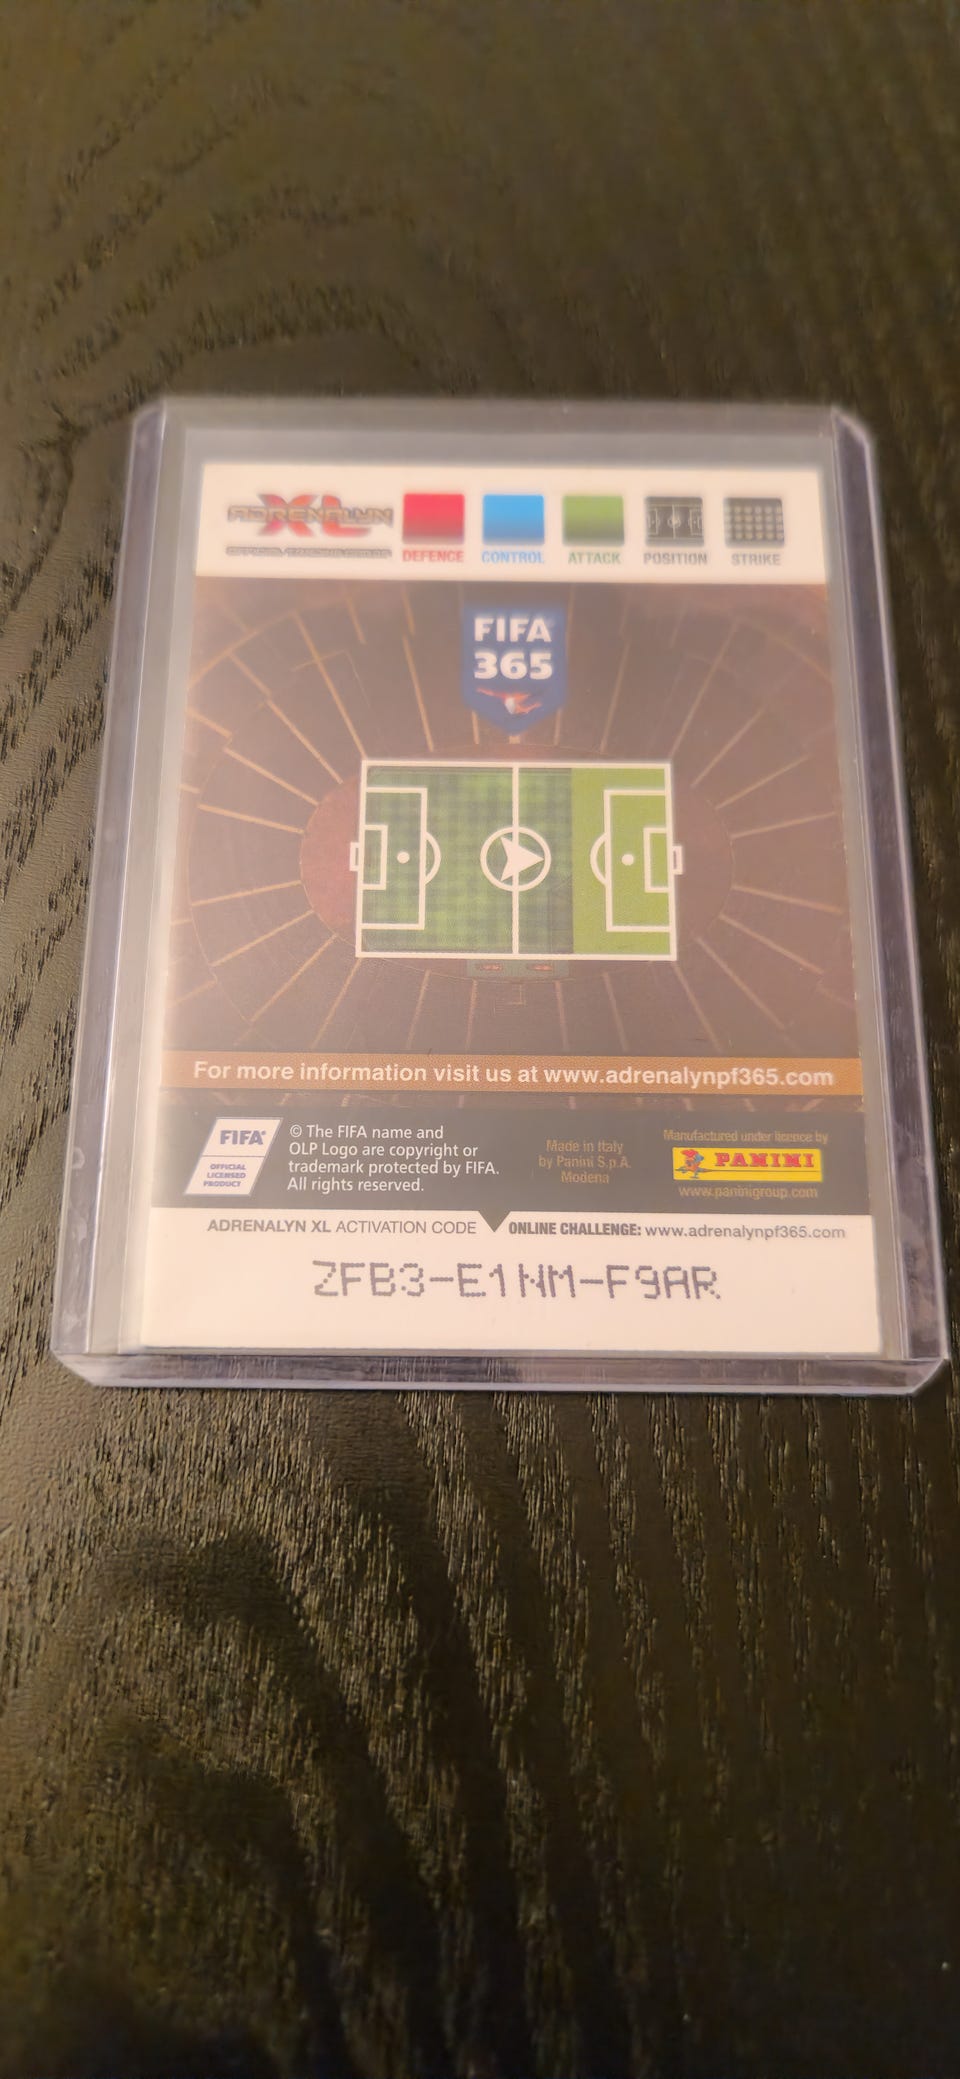 ADRENALYN XL
OFFICIAL TRADING CARDS
DEFENCE CONTROL ATTACK POSITION STRIKE
FIFA
365
For more information visit us at www.adrenalynpf365.com
FIFA®
OFFICIAL
LICENSED
PRODUCT
© The FIFA name and
OLP Logo are copyright or
trademark protected by FIFA.
All rights reserved.
Made in Italy
by Panini S.p.A.
Modena
Manufactured under licence by
PANINI
www.paninigroup.com
ADRENALYN XL ACTIVATION CODE ONLINE CHALLENGE: www.adrenalynpf365.com
ZFB3-E1NM-F9AR